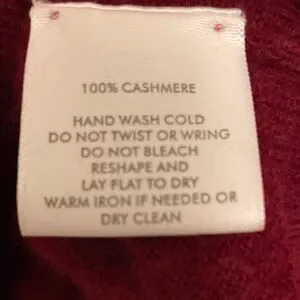 100% CASHMERE
HAND WASH COLD
DO NOT TWIST OR WRING
DO NOT BLEACH
RESHAPE AND
LAY FLAT TO DRY
WARM IRON IF NEEDED OR
DRY CLEAN